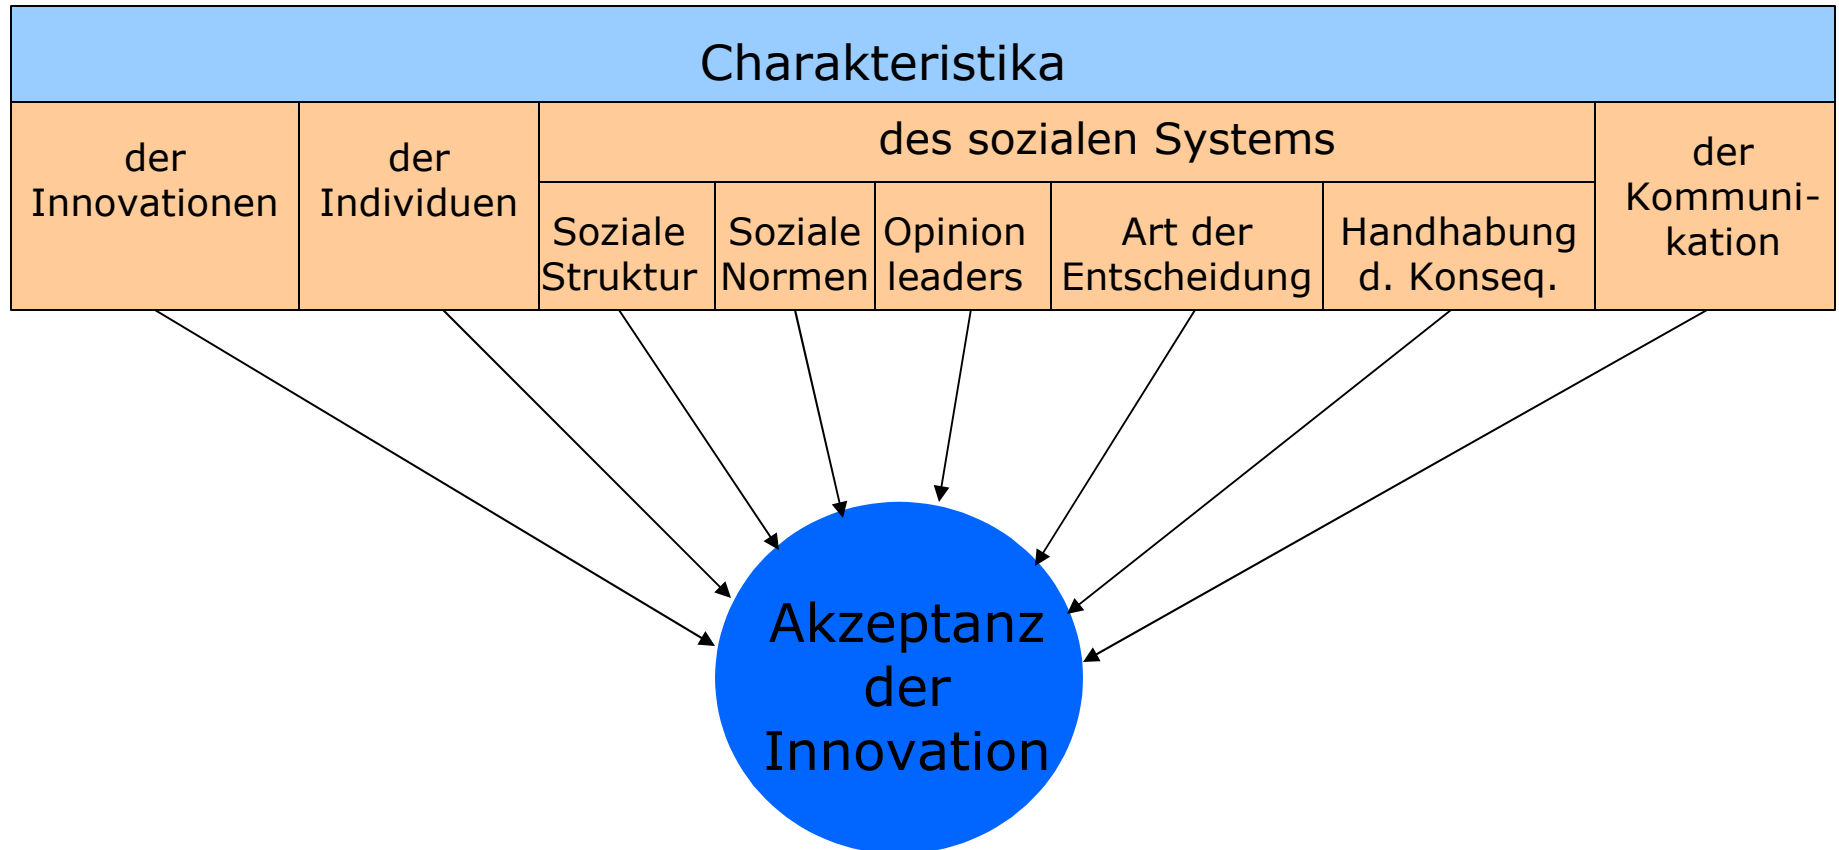 Charakteristika
der
Innovationen
der
Individuen
des sozialen Systems
Soziale
Struktur
Soziale
Normen
Opinion
leaders
Art der
Entscheidung
Handhabung
d. Konseq.
der
Kommuni-
kation
Akzeptanz
der
Innovation